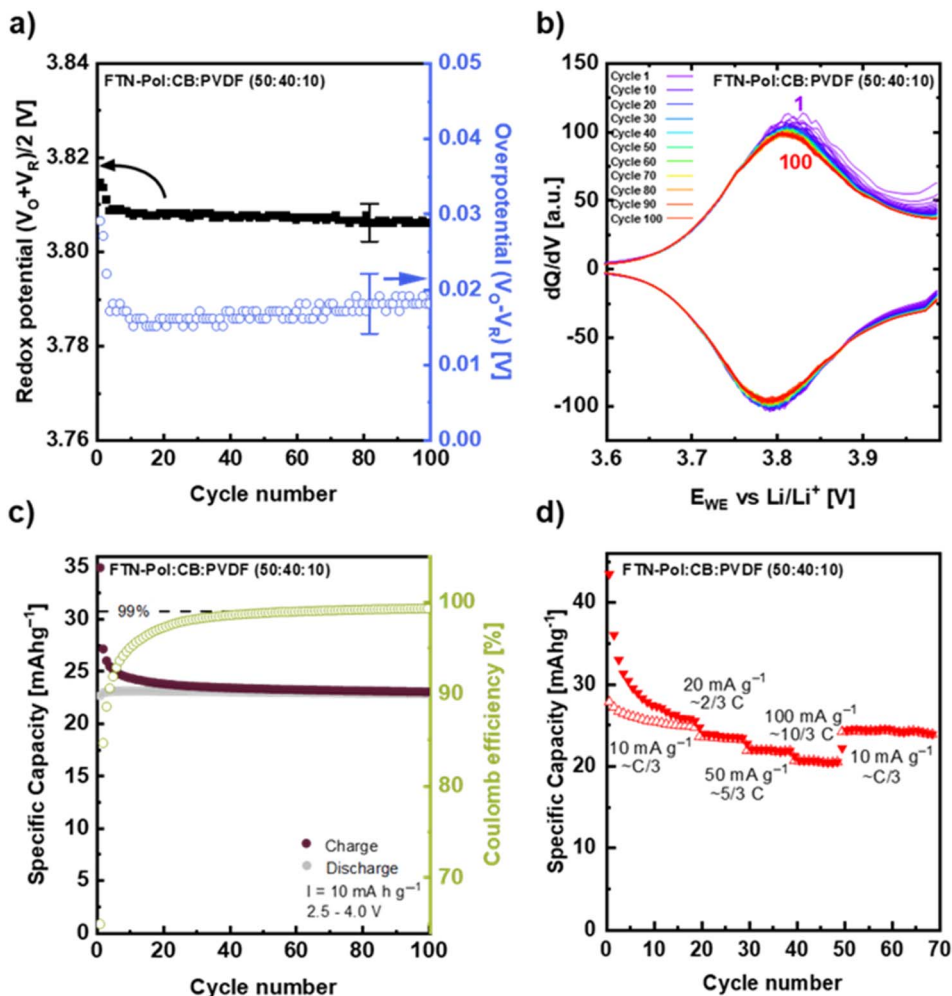 a)
FTN-Pol:CB:PVDF (50:40:10)
3.84
3.82
3.80
3.78
3.76
Redox potential (V_O+V_R)/2 [V]
0.05
0.04
0.03
0.02
0.01
0.00
Overpotential (V_O-V_R) [V]
0 20 40 60 80 100
Cycle number
b)
FTN-Pol:CB:PVDF (50:40:10)
Cycle 1
Cycle 10
Cycle 20
Cycle 30
Cycle 40
Cycle 50
Cycle 60
Cycle 70
Cycle 80
Cycle 90
Cycle 100
1
100
150
100
50
0
-50
-100
dQ/dV [a.u.]
3.6 3.7 3.8 3.9
E_WE vs Li/Li⁺ [V]
c)
FTN-Pol:CB:PVDF (50:40:10)
35
30
25
20
15
10
5
0
Specific Capacity [mAhg⁻¹]
99%
Charge
Discharge
I = 10 mA h g⁻¹
2.5 - 4.0 V
100
90
80
70
Coulomb efficiency [%]
0 20 40 60 80 100
Cycle number
d)
FTN-Pol:CB:PVDF (50:40:10)
40
30
20
10
0
Specific Capacity [mAhg⁻¹]
10 mA g⁻¹
~C/3
20 mA g⁻¹
~2/3 C
50 mA g⁻¹
~5/3 C
100 mA g⁻¹
~10/3 C
10 mA g⁻¹
~C/3
0 10 20 30 40 50 60 70
Cycle number